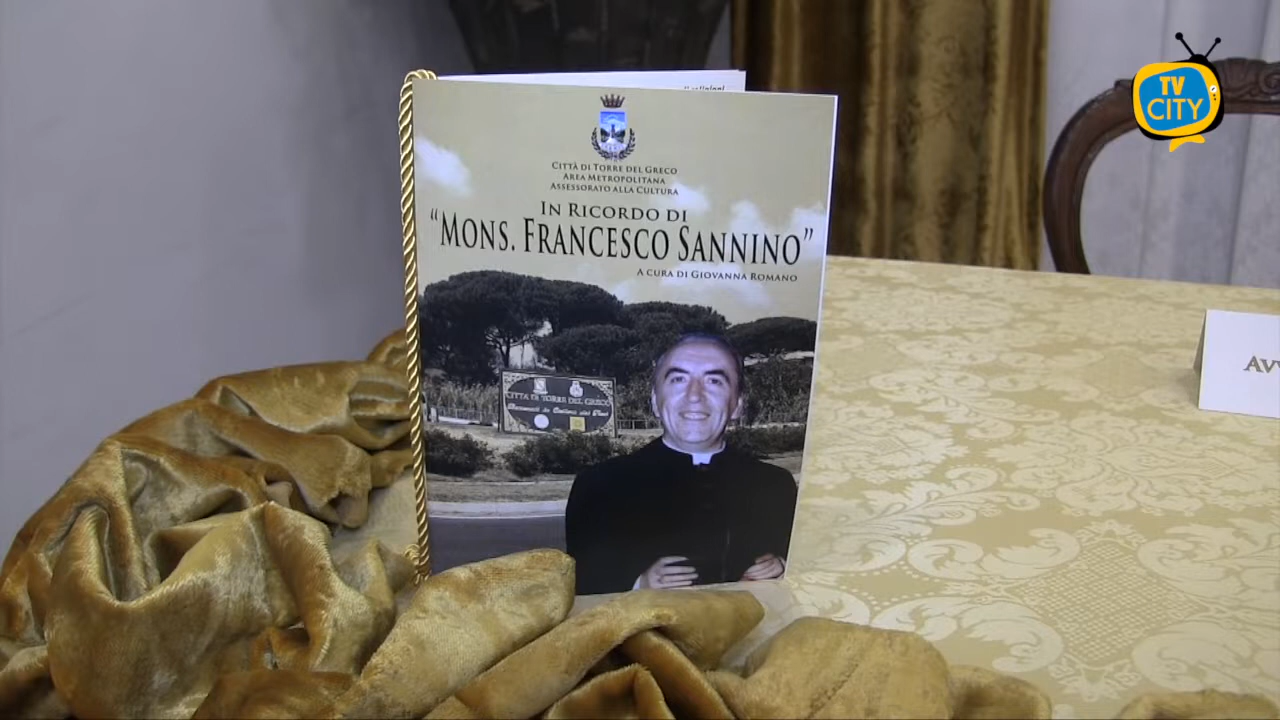 TV
CITY
CITTÀ DI TORRE DEL GRECO
AREA METROPOLITANA
ASSESSORATO ALLA CULTURA
IN RICORDO DI
"MONS. FRANCESCO SANNINO"
A CURA DI GIOVANNA ROMANO
CITTÀ DI TORRE DEL GRECO
AVV